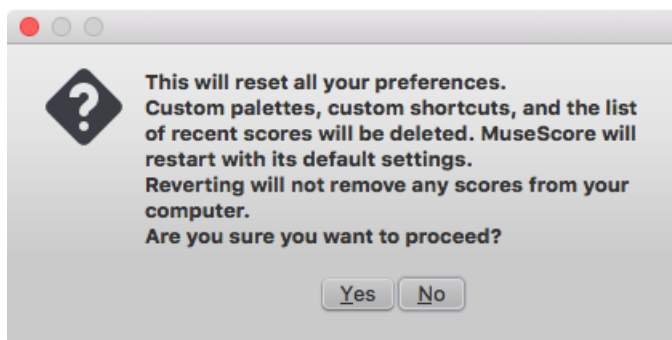 This will reset all your preferences.
Custom palettes, custom shortcuts, and the list
of recent scores will be deleted. MuseScore will
restart with its default settings.
Reverting will not remove any scores from your
computer.
Are you sure you want to proceed?
Yes No